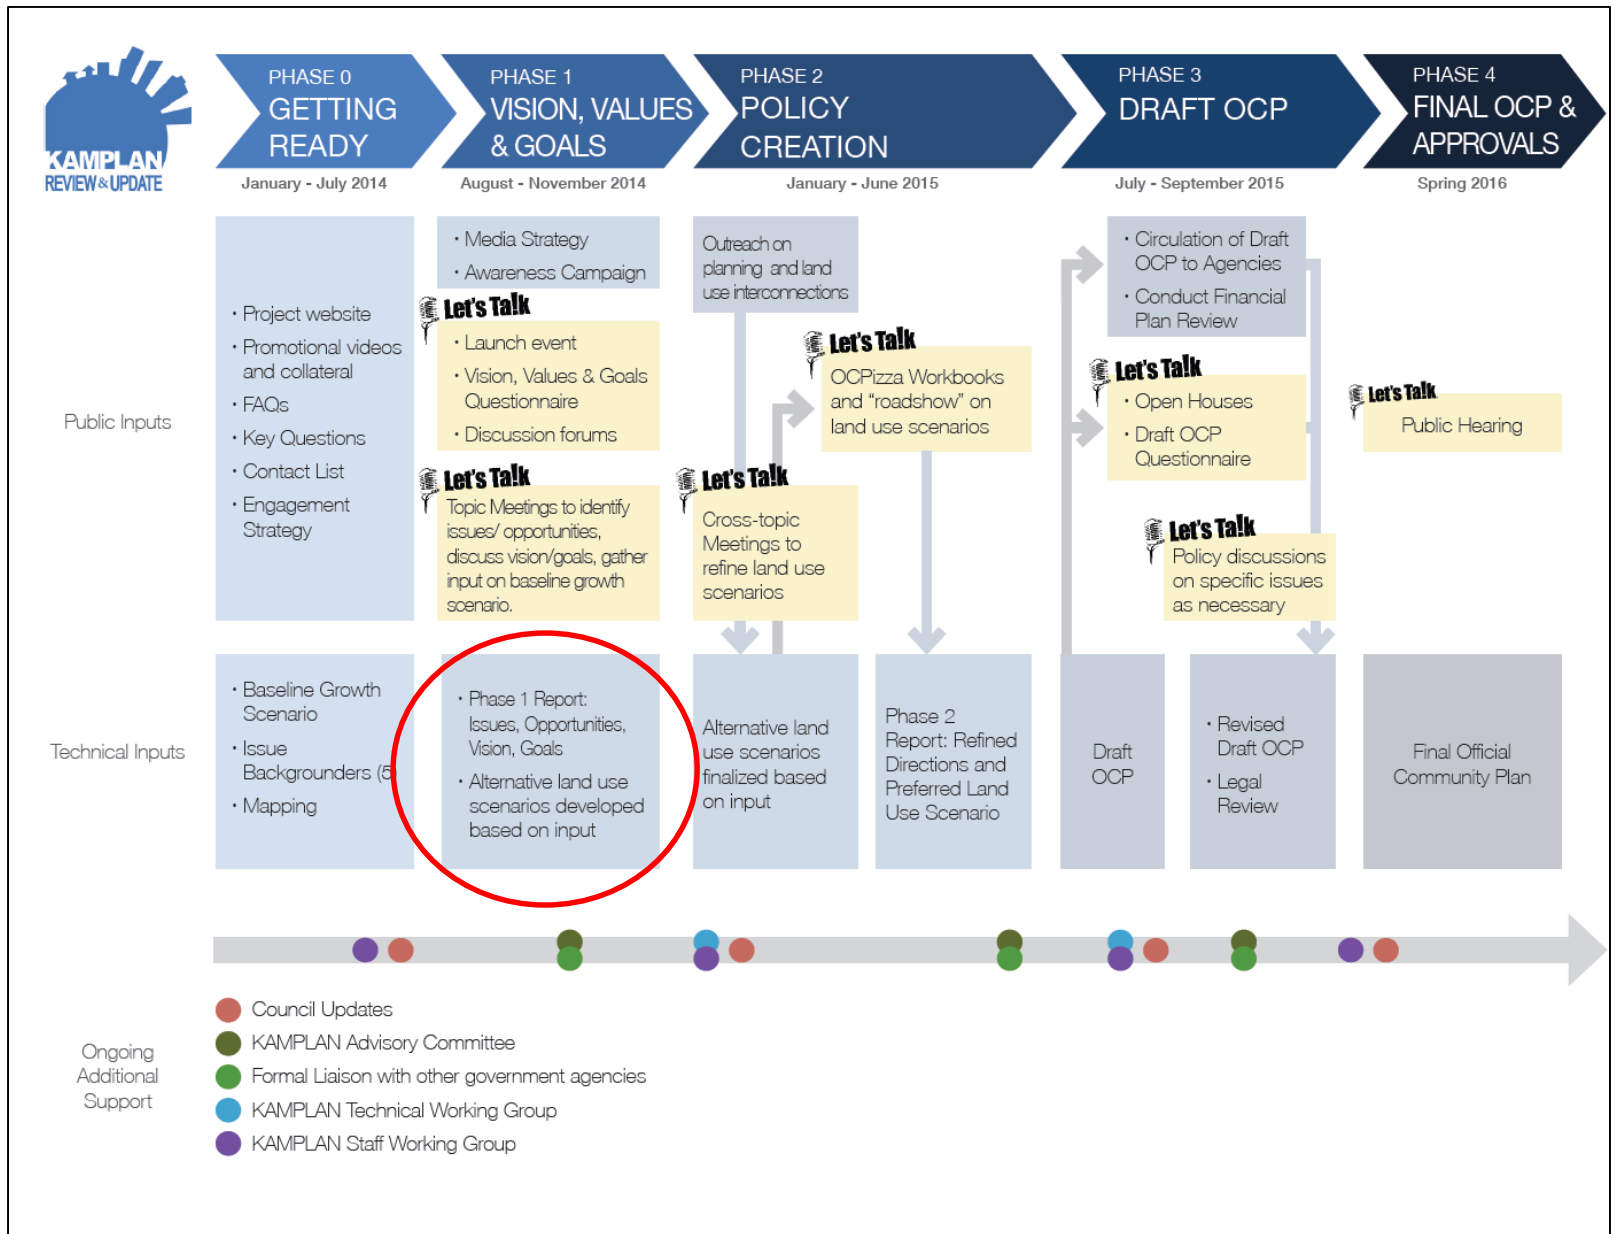 KAMPLAN
REVIEW & UPDATE
PHASE 0
GETTING
READY
January - July 2014
PHASE 1
VISION, VALUES
& GOALS
August - November 2014
PHASE 2
POLICY
CREATION
January - June 2015
PHASE 3
DRAFT OCP
July - September 2015
PHASE 4
FINAL OCP &
APPROVALS
Spring 2016
Public Inputs
· Project website
· Promotional videos
and collateral
· FAQs
· Key Questions
· Contact List
· Engagement
Strategy
· Media Strategy
· Awareness Campaign
Let's Ta!k
· Launch event
· Vision, Values & Goals
Questionnaire
· Discussion forums
Let's Ta!k
Topic Meetings to identify
issues/ opportunities,
discuss vision/goals, gather
input on baseline growth
scenario.
Outreach on
planning and land
use interconnections
Let's Ta!k
OCPizza Workbooks
and “roadshow” on
land use scenarios
Let's Ta!k
Cross-topic
Meetings to
refine land use
scenarios
· Circulation of Draft
OCP to Agencies
· Conduct Financial
Plan Review
Let's Ta!k
· Open Houses
· Draft OCP
Questionnaire
Let's Ta!k
Policy discussions
on specific issues
as necessary
Let's Ta!k
Public Hearing
Technical Inputs
· Baseline Growth
Scenario
· Issue
Backgrounders (5)
· Mapping
· Phase 1 Report:
Issues, Opportunities,
Vision, Goals
· Alternative land use
scenarios developed
based on input
Alternative land
use scenarios
finalized based
on input
Phase 2
Report: Refined
Directions and
Preferred Land
Use Scenario
Draft
OCP
· Revised
Draft OCP
· Legal
Review
Final Official
Community Plan
Ongoing
Additional
Support
Council Updates
KAMPLAN Advisory Committee
Formal Liaison with other government agencies
KAMPLAN Technical Working Group
KAMPLAN Staff Working Group